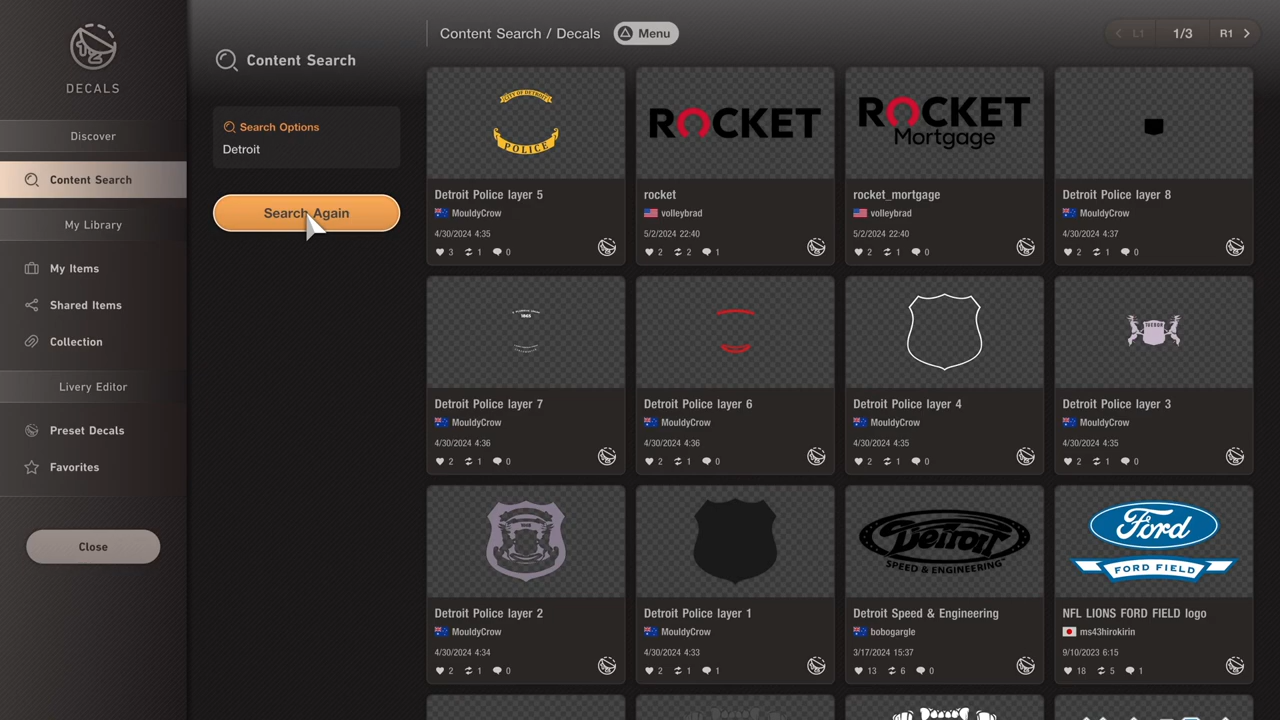 DECALS
Discover
Content Search
My Library
My Items
Shared Items
Collection
Livery Editor
Preset Decals
Favorites
Close
Content Search
Search Options
Detroit
Search Again
Content Search / Decals
Menu
L1
1/3
R1
CITY OF DETROIT
POLICE
Detroit Police layer 5
MouldyCrow
4/30/2024 4:35
3 1 0
ROCKET
rocket
volleybrad
5/2/2024 22:40
2 2 1
ROCKET
Mortgage
rocket_mortgage
volleybrad
5/2/2024 22:40
2 1 0
Detroit Police layer 8
MouldyCrow
4/30/2024 4:37
2 1 0
1865
Detroit Police layer 7
MouldyCrow
4/30/2024 4:36
2 1 0
Detroit Police layer 6
MouldyCrow
4/30/2024 4:36
2 1 0
Detroit Police layer 4
MouldyCrow
4/30/2024 4:35
2 1 0
TUEBOR
Detroit Police layer 3
MouldyCrow
4/30/2024 4:35
2 1 0
Detroit Police layer 2
MouldyCrow
4/30/2024 4:34
2 1 0
Detroit Police layer 1
MouldyCrow
4/30/2024 4:33
2 1 1
Detroit
SPEED & ENGINEERING
Detroit Speed & Engineering
bobogargle
3/17/2024 15:37
13 6 0
Ford
FORD FIELD
NFL LIONS FORD FIELD logo
ms43hirokirin
9/10/2023 6:15
18 5 1